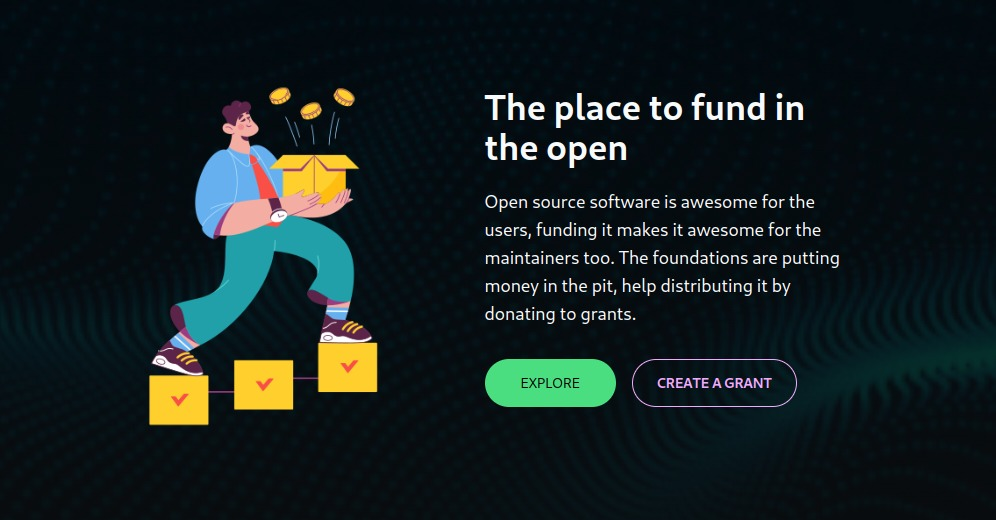 The place to fund in
the open
Open source software is awesome for the
users, funding it makes it awesome for the
maintainers too. The foundations are putting
money in the pit, help distributing it by
donating to grants.
EXPLORE
CREATE A GRANT